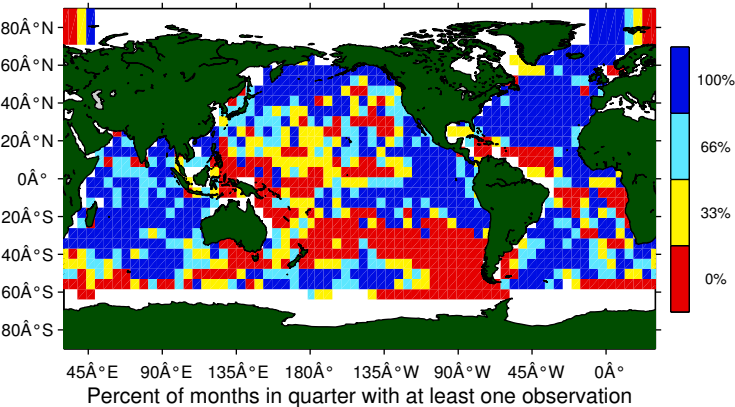 80Â°N
60Â°N
40Â°N
20Â°N
0Â°
20Â°S
40Â°S
60Â°S
80Â°S
100%
66%
33%
0%
45Â°E 90Â°E 135Â°E 180Â° 135Â°W 90Â°W 45Â°W 0Â°
Percent of months in quarter with at least one observation